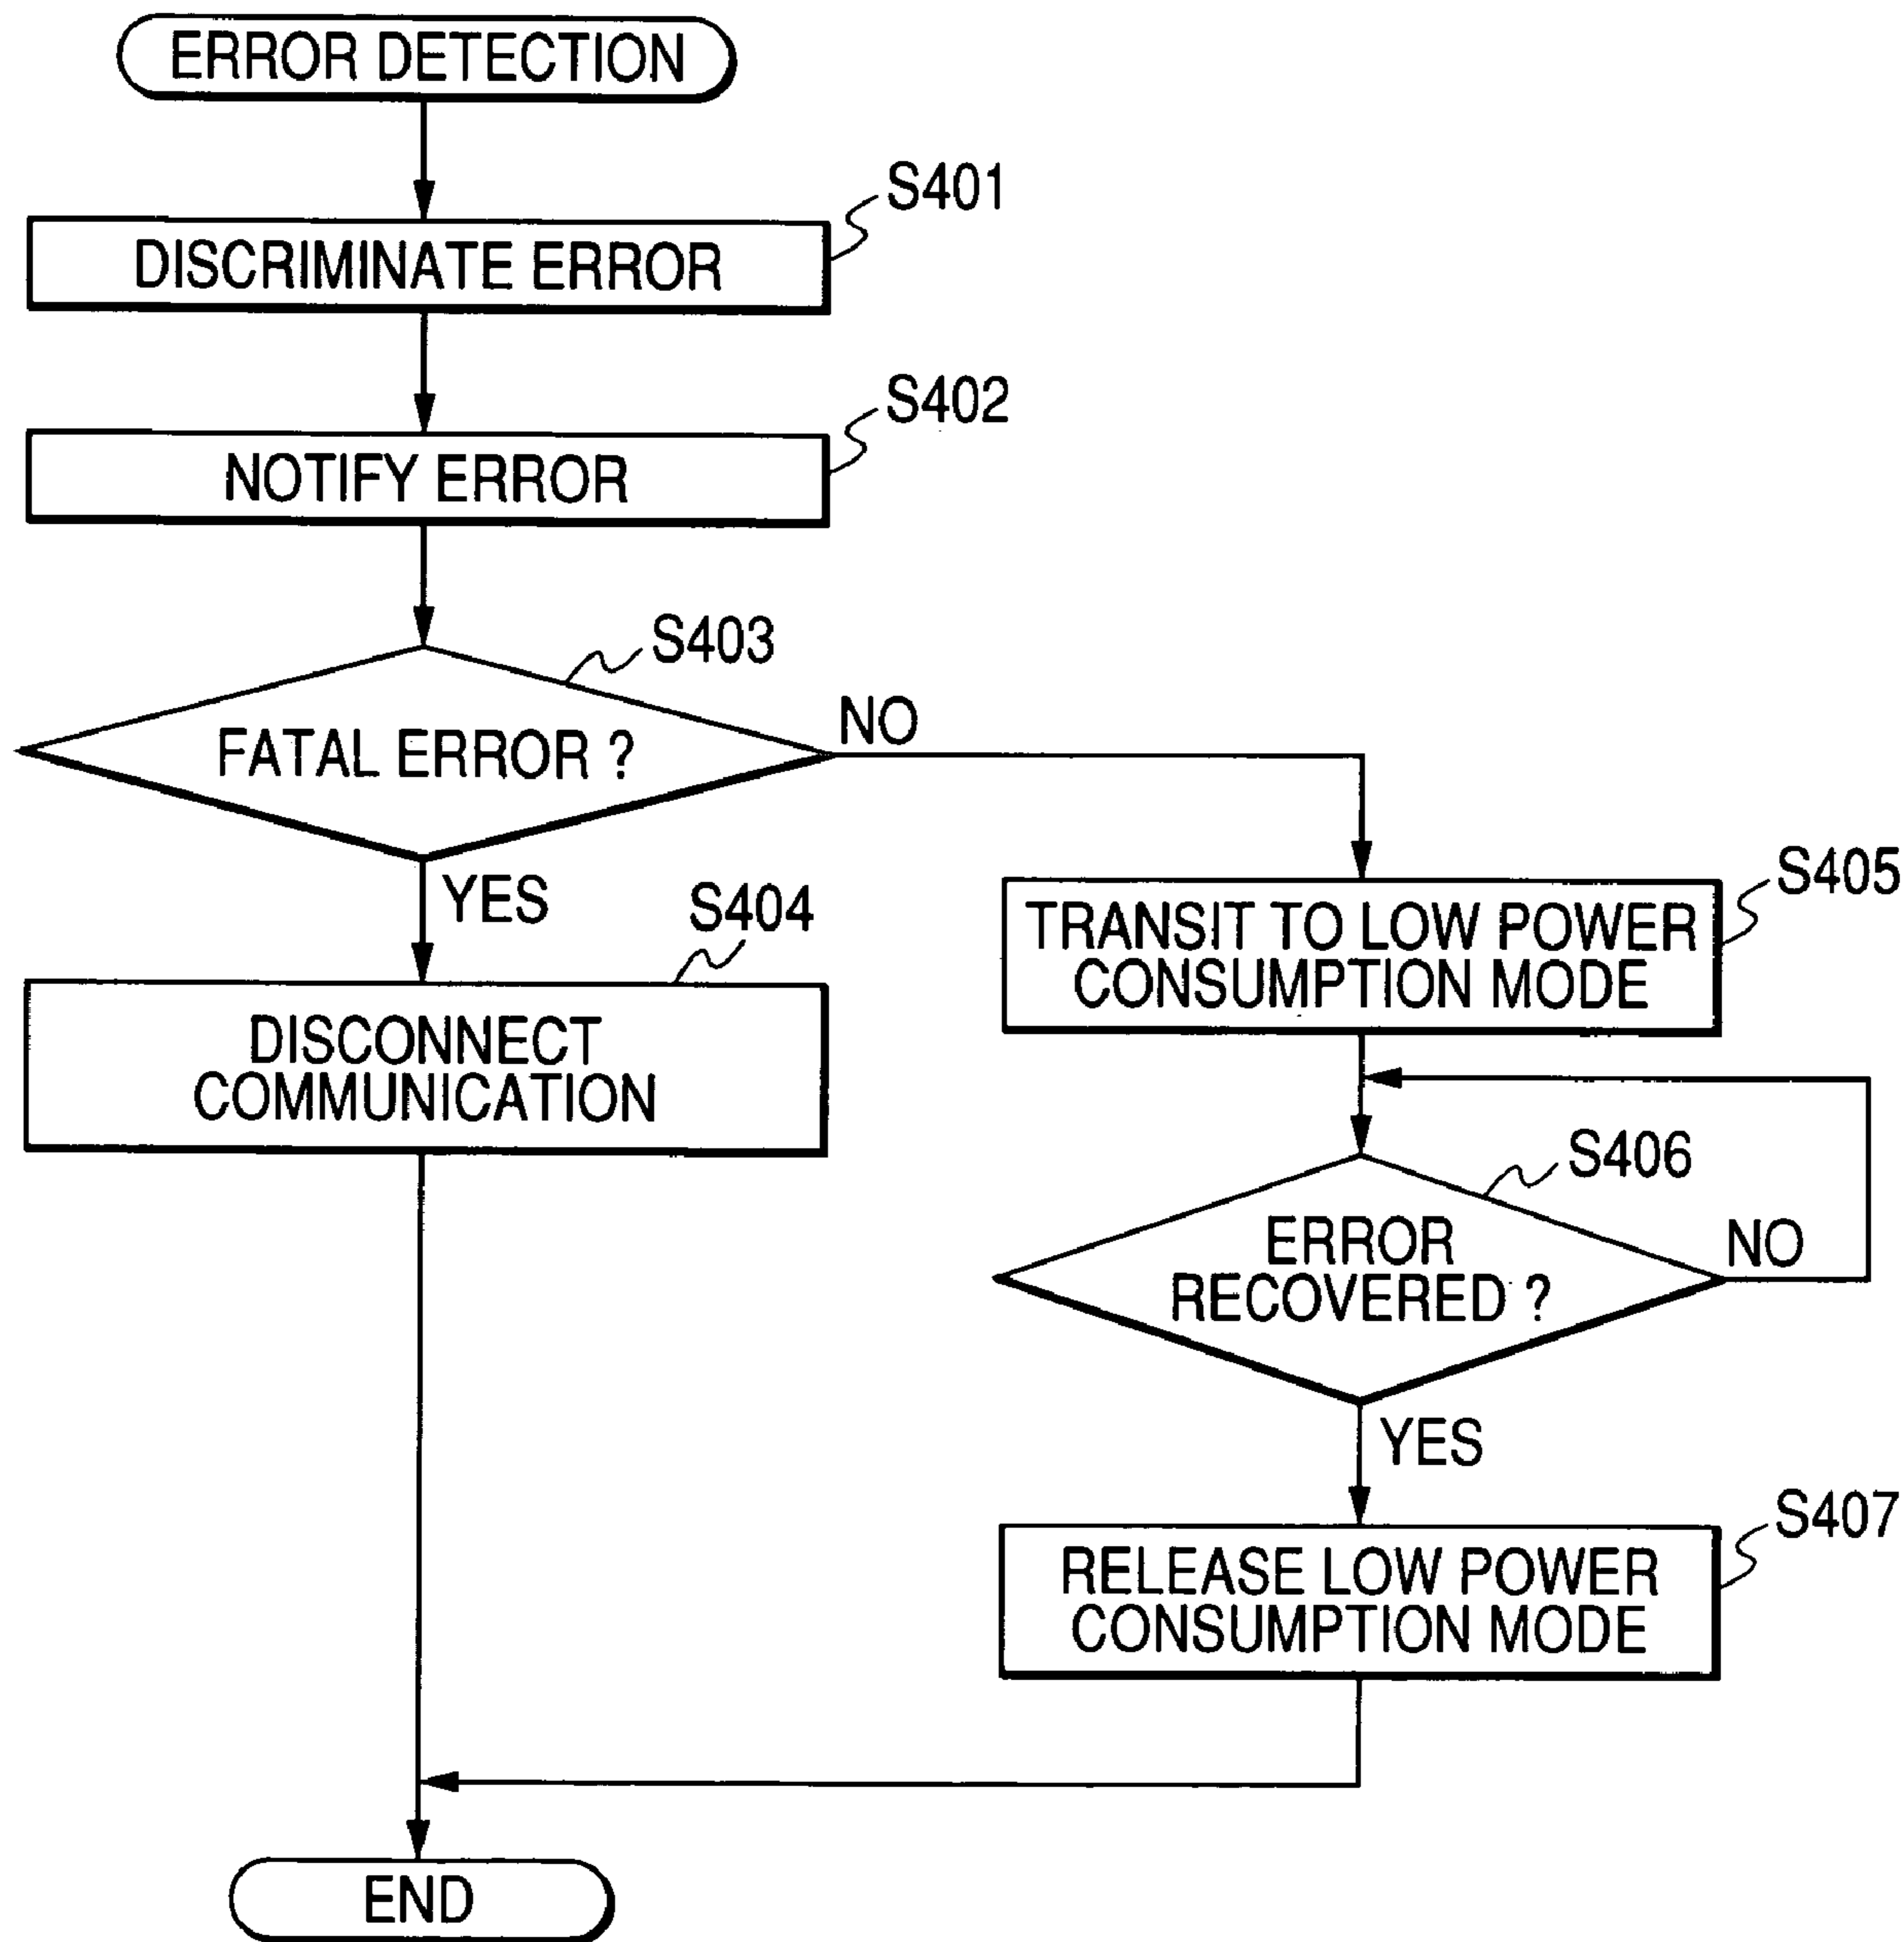 ERROR DETECTION
S401
DISCRIMINATE ERROR
S402
NOTIFY ERROR
S403
FATAL ERROR ?
NO
YES
S404
DISCONNECT
COMMUNICATION
S405
TRANSIT TO LOW POWER
CONSUMPTION MODE
S406
ERROR
RECOVERED ?
NO
YES
S407
RELEASE LOW POWER
CONSUMPTION MODE
END